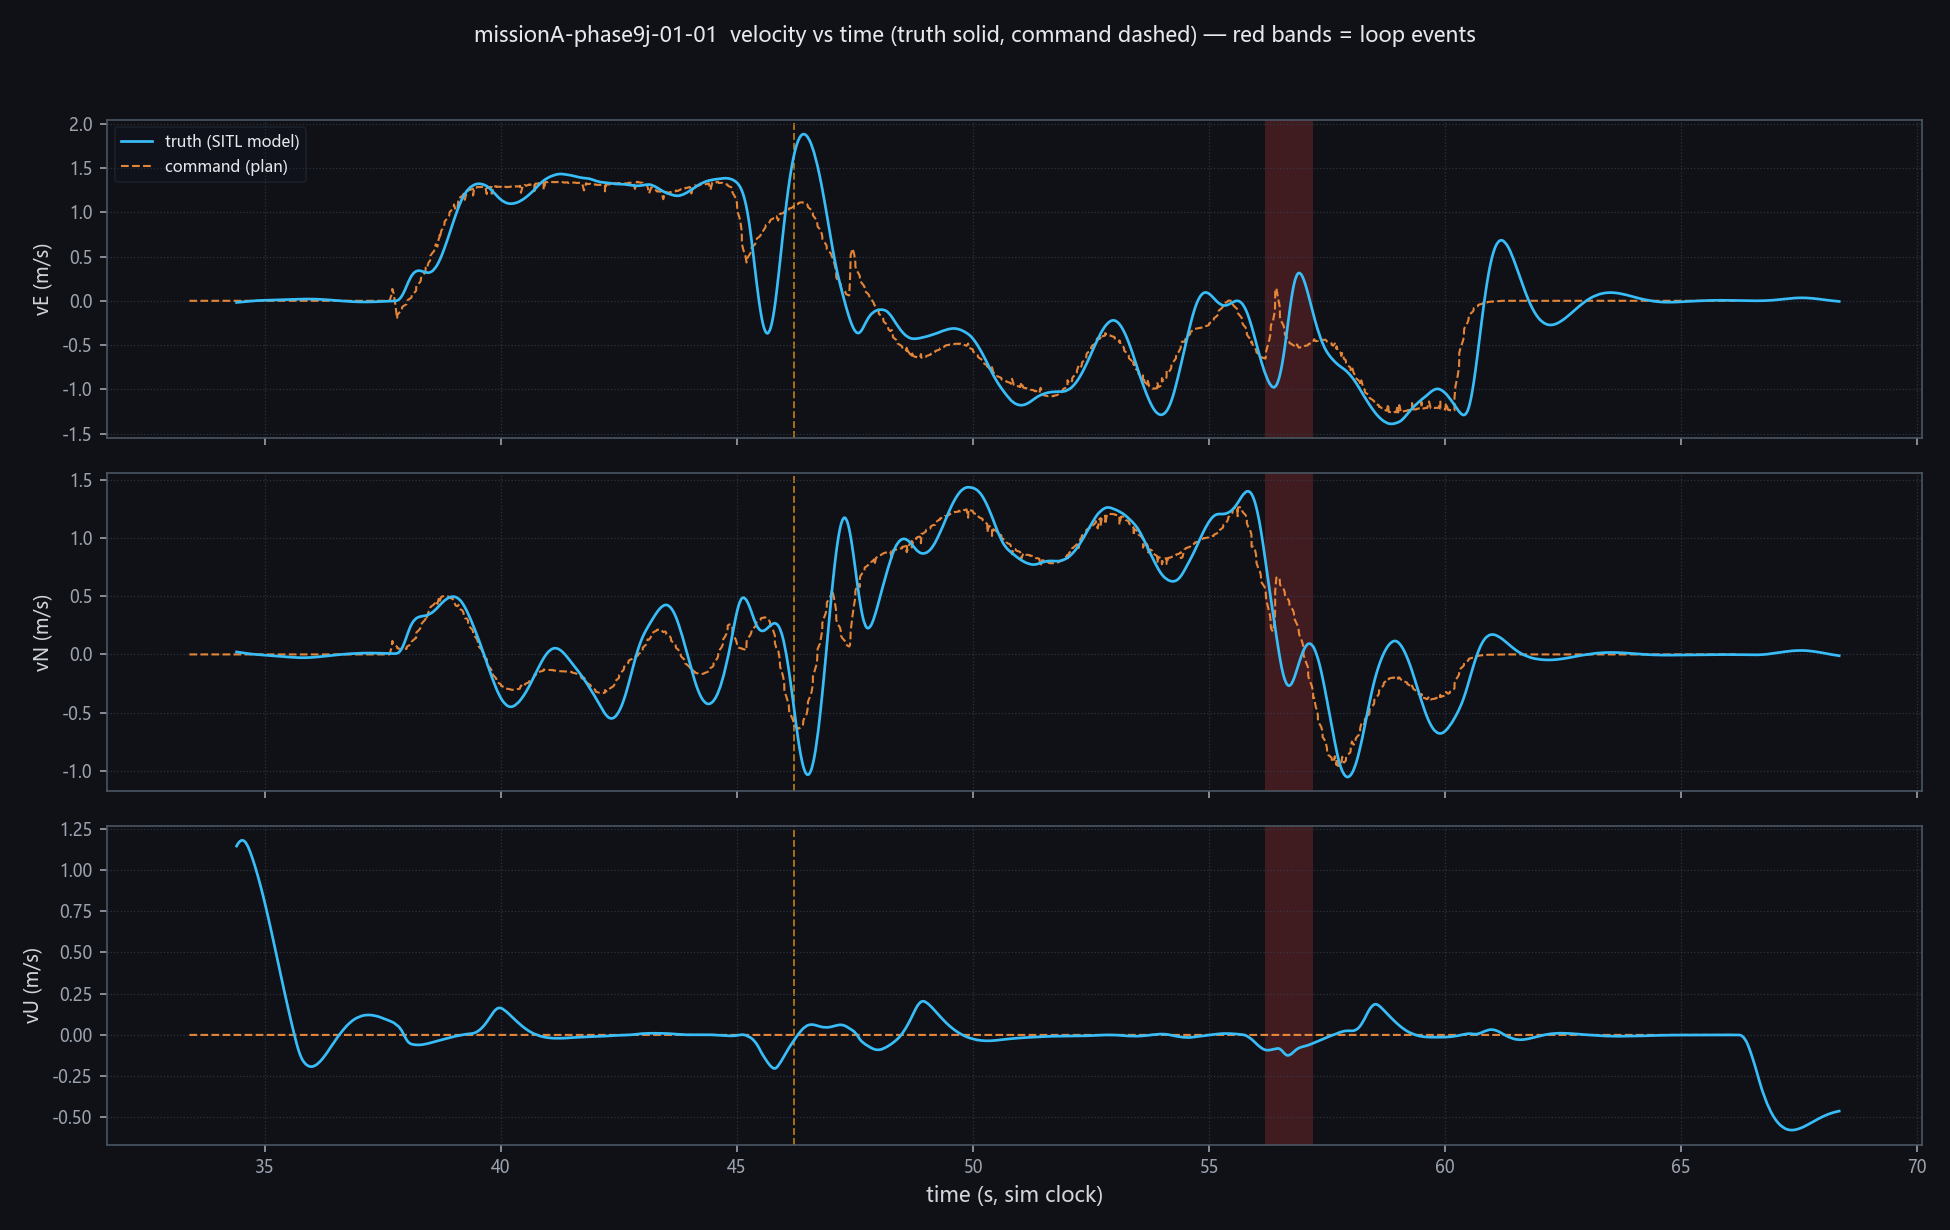 missionA-phase9j-01-01  velocity vs time (truth solid, command dashed) — red bands = loop events
2.0
1.5
1.0
0.5
0.0
-0.5
-1.0
-1.5
vE (m/s)
truth (SITL model)
command (plan)
1.5
1.0
0.5
0.0
-0.5
-1.0
vN (m/s)
1.25
1.00
0.75
0.50
0.25
0.00
-0.25
-0.50
vU (m/s)
35 40 45 50 55 60 65 70
time (s, sim clock)